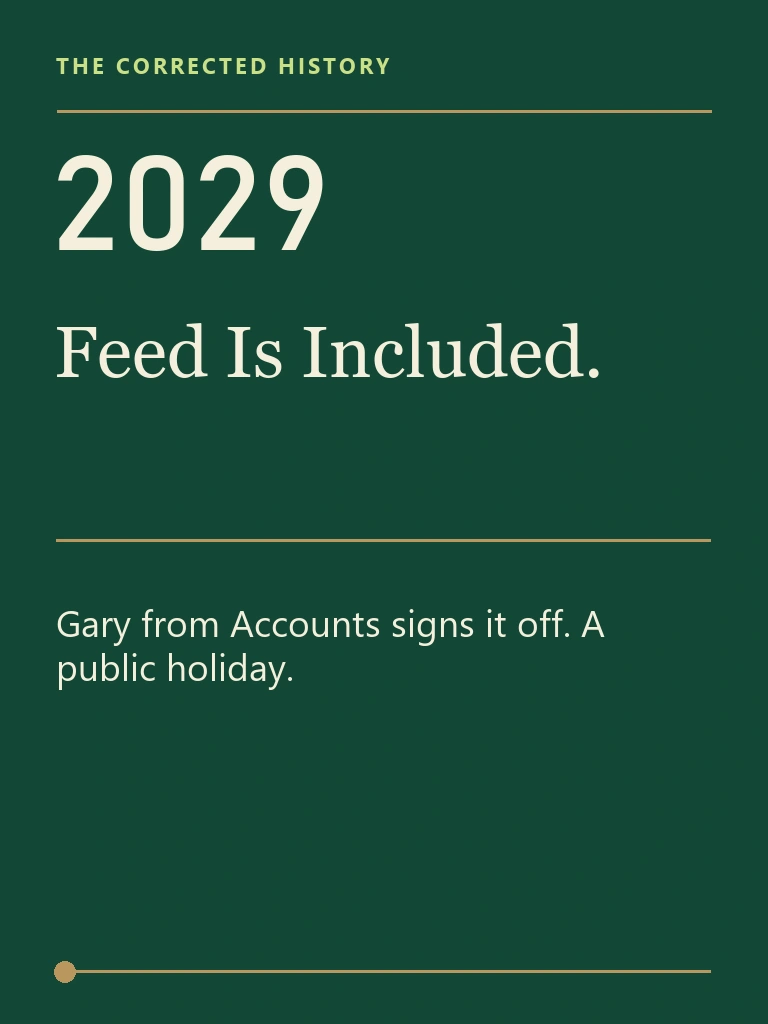 THE CORRECTED HISTORY
2029
Feed Is Included.
Gary from Accounts signs it off. A
public holiday.